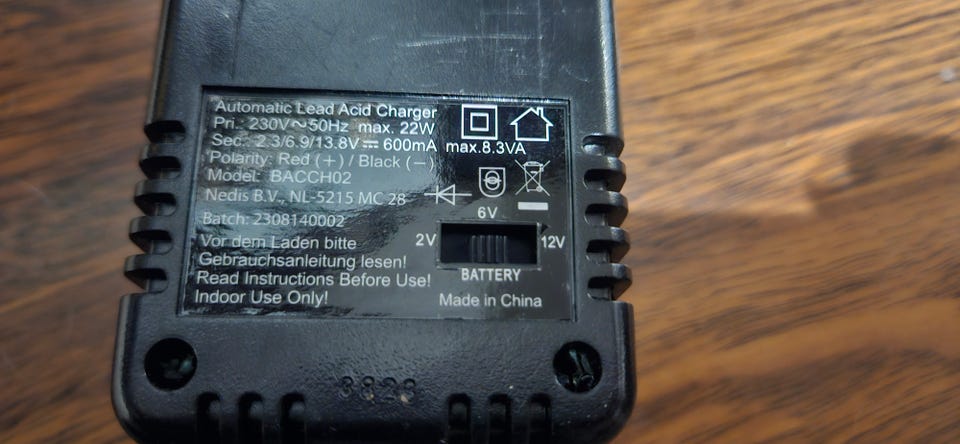 Automatic Lead Acid Charger
Pri.: 230V~50Hz max. 22W
Sec.: 2.3/6.9/13.8V⎓600mA max.8.3VA
Polarity: Red (+) / Black (−)
Model: BACCH02
Nedis B.V., NL-5215 MC 28
Batch: 2308140002
Vor dem Laden bitte
Gebrauchsanleitung lesen!
Read Instructions Before Use!
Indoor Use Only!
6V
2V 12V
BATTERY
Made in China
3828